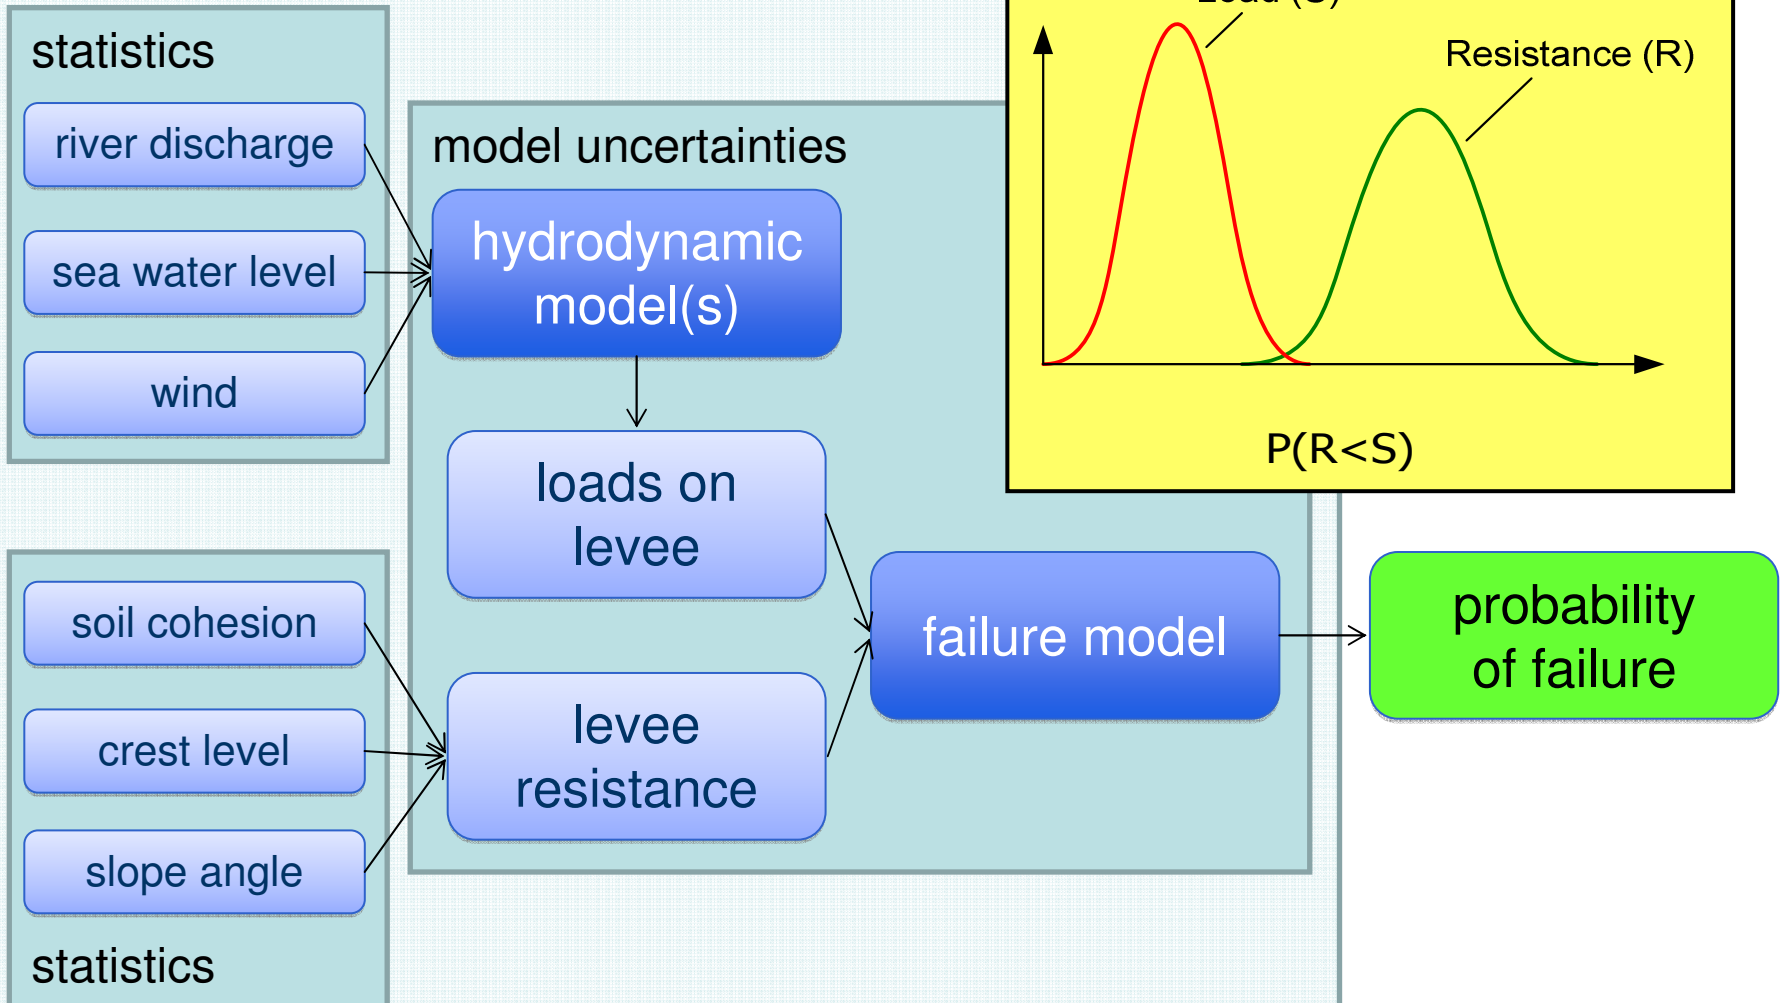 statistics
river discharge
sea water level
wind
model uncertainties
hydrodynamic
model(s)
loads on
levee
soil cohesion
crest level
slope angle
statistics
levee
resistance
failure model
probability
of failure
Load (S)
Resistance (R)
P(R<S)